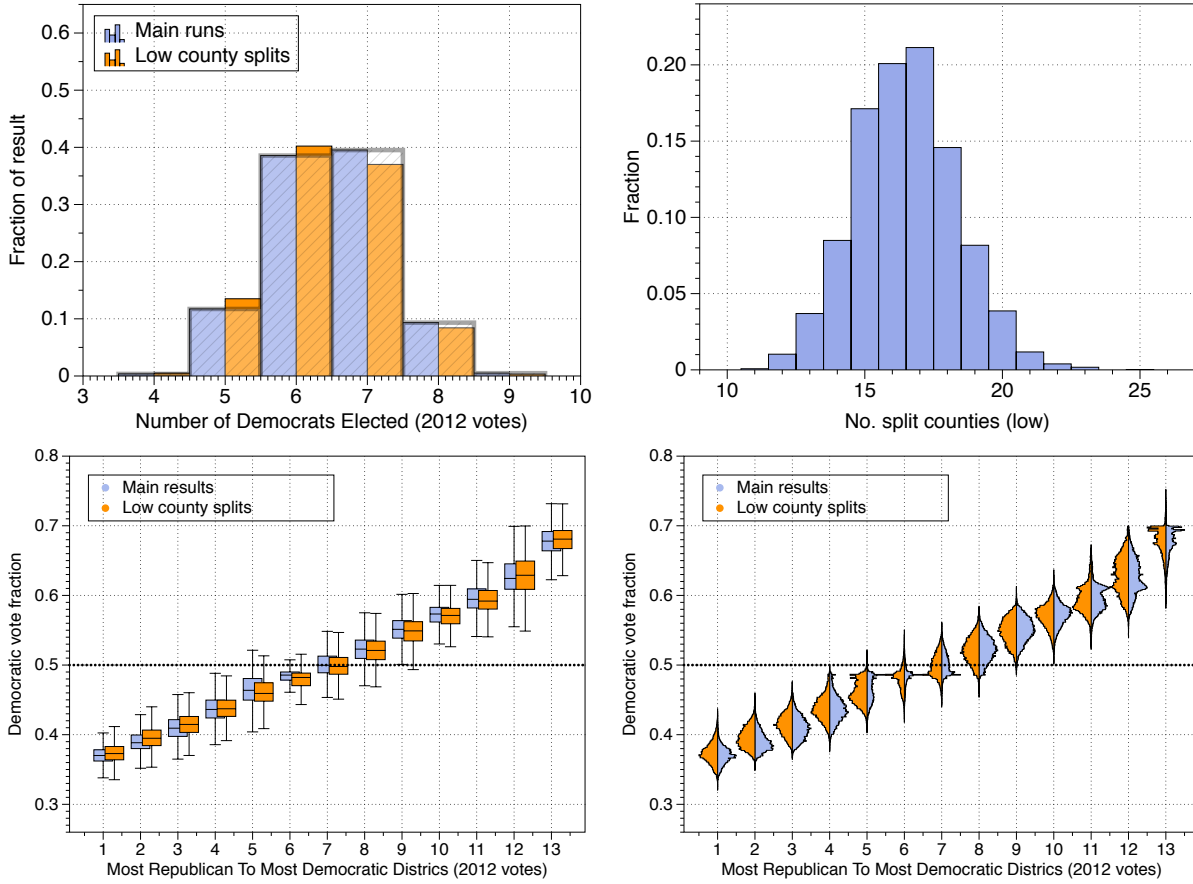 0.6
0.5
0.4
0.3
0.2
0.1
0
Main runs
Low county splits
Fraction of result
3 4 5 6 7 8 9 10
Number of Democrats Elected (2012 votes)
0.20
0.15
0.10
0.05
0
Fraction
10 15 20 25
No. split counties (low)
0.8
0.7
0.6
0.5
0.4
0.3
Main results
Low county splits
Democratic vote fraction
1 2 3 4 5 6 7 8 9 10 11 12 13
Most Republican To Most Democratic Districs (2012 votes)
0.8
0.7
0.6
0.5
0.4
0.3
Main results
Low county splits
Democratic vote fraction
1 2 3 4 5 6 7 8 9 10 11 12 13
Most Republican To Most Democratic Districs (2012 votes)